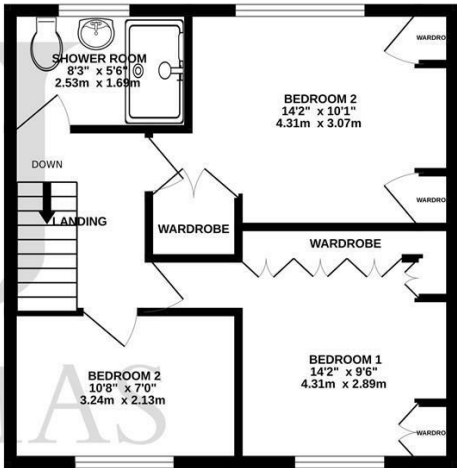 SHOWER ROOM
8'3" x 5'6"
2.53m x 1.69m
WARDRO
BEDROOM 2
14'2" x 10'1"
4.31m x 3.07m
DOWN
WARDRO
LANDING
WARDROBE
WARDROBE
BEDROOM 2
10'8" x 7'0"
3.24m x 2.13m
BEDROOM 1
14'2" x 9'6"
4.31m x 2.89m
WARDRO
J
MAS